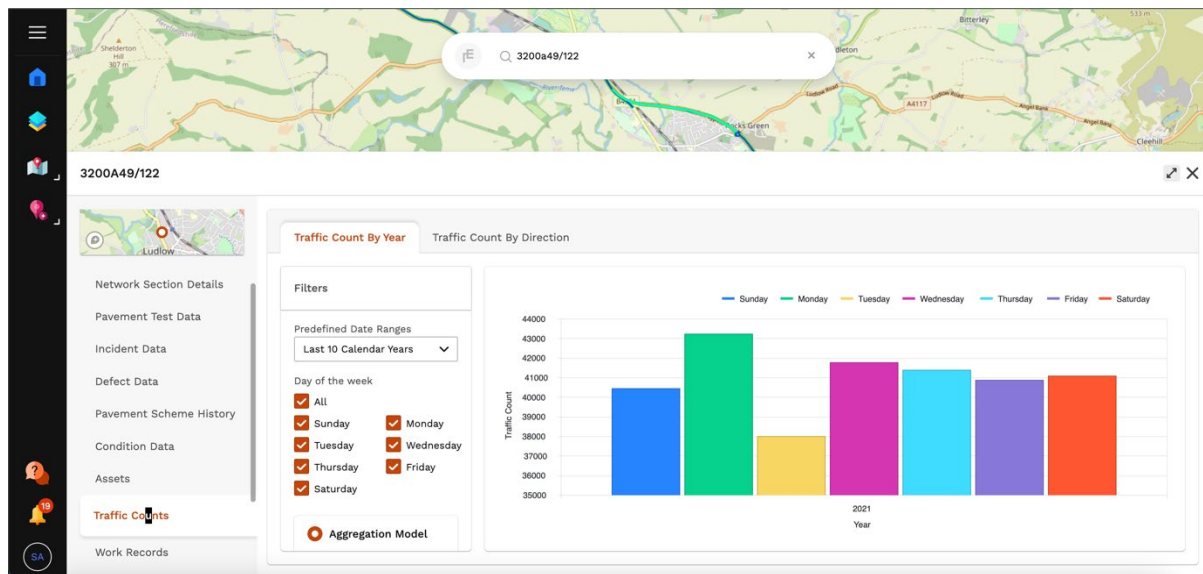 Shelderton
Hill
307 m
Bitterley
533 m
3200a49/122
Ludlow Road
A4117
Angel Bank
Angel Bank
Cleehill
3200A49/122
Ludlow
Network Section Details
Pavement Test Data
Incident Data
Defect Data
Pavement Scheme History
Condition Data
Assets
Traffic Counts
Work Records
19
SA
Traffic Count By Year
Traffic Count By Direction
Filters
Predefined Date Ranges
Last 10 Calendar Years
Day of the week
All
Sunday
Monday
Tuesday
Wednesday
Thursday
Friday
Saturday
Aggregation Model
Sunday Monday Tuesday Wednesday Thursday Friday Saturday
Traffic Count
44000
43000
42000
41000
40000
39000
38000
37000
36000
35000
2021
Year